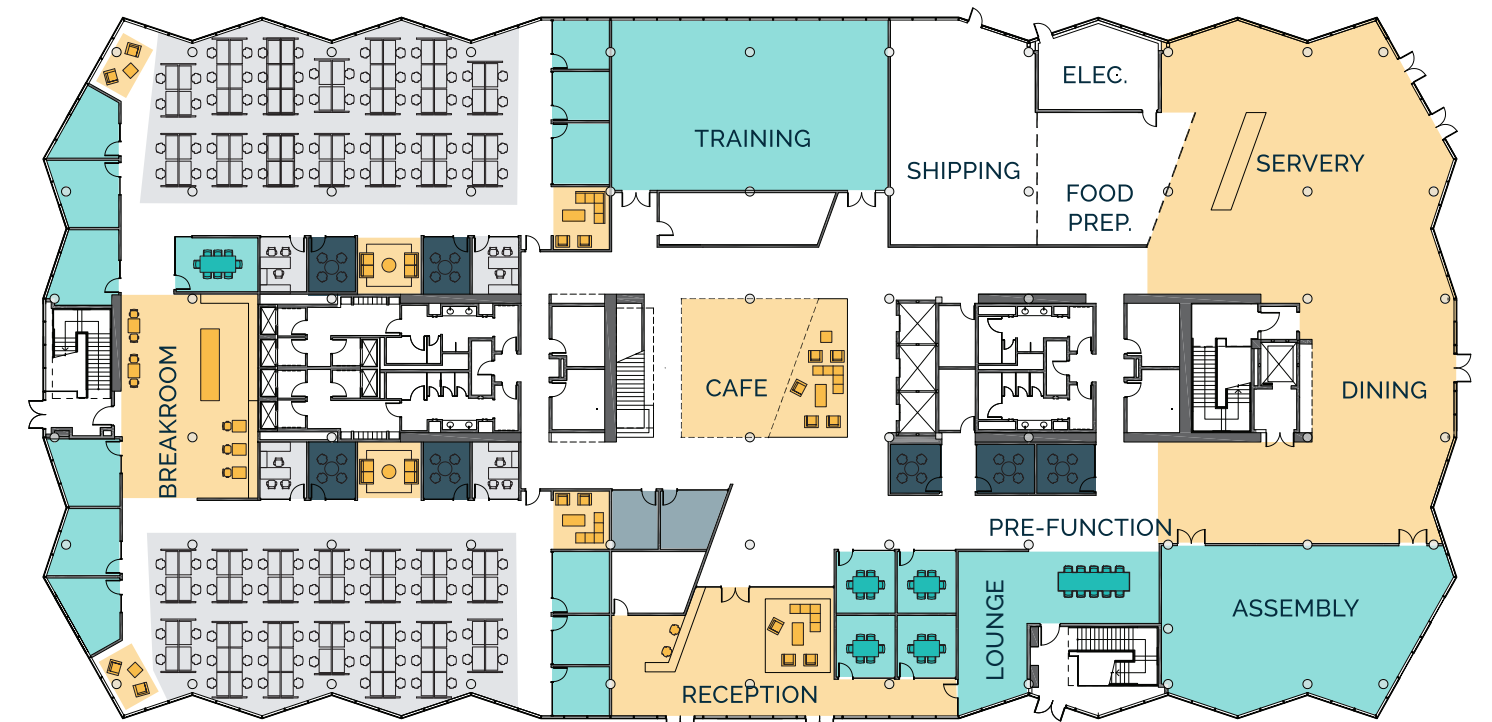 ELEC.
TRAINING
SHIPPING
SERVERY
FOOD
PREP.
CAFE
DINING
BREAKROOM
PRE-FUNCTION
LOUNGE
ASSEMBLY
RECEPTION